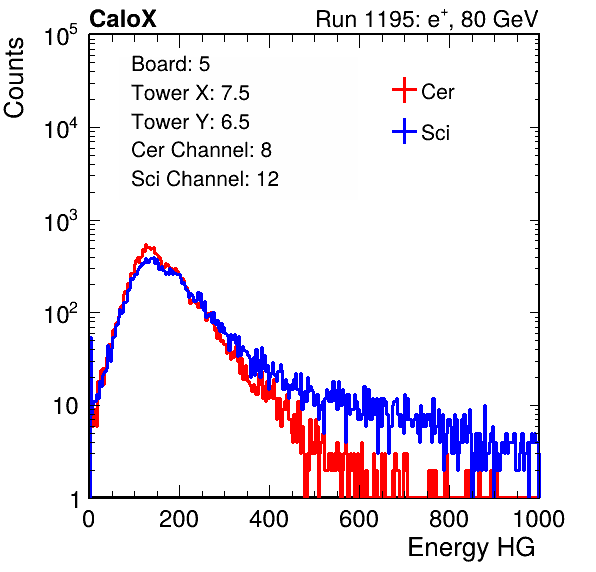 CaloX Run 1195: e⁺, 80 GeV
Counts
Board: 5
Tower X: 7.5
Tower Y: 6.5
Cer Channel: 8
Sci Channel: 12
Cer
Sci
10⁵
10⁴
10³
10²
10
1
0 200 400 600 800 1000
Energy HG